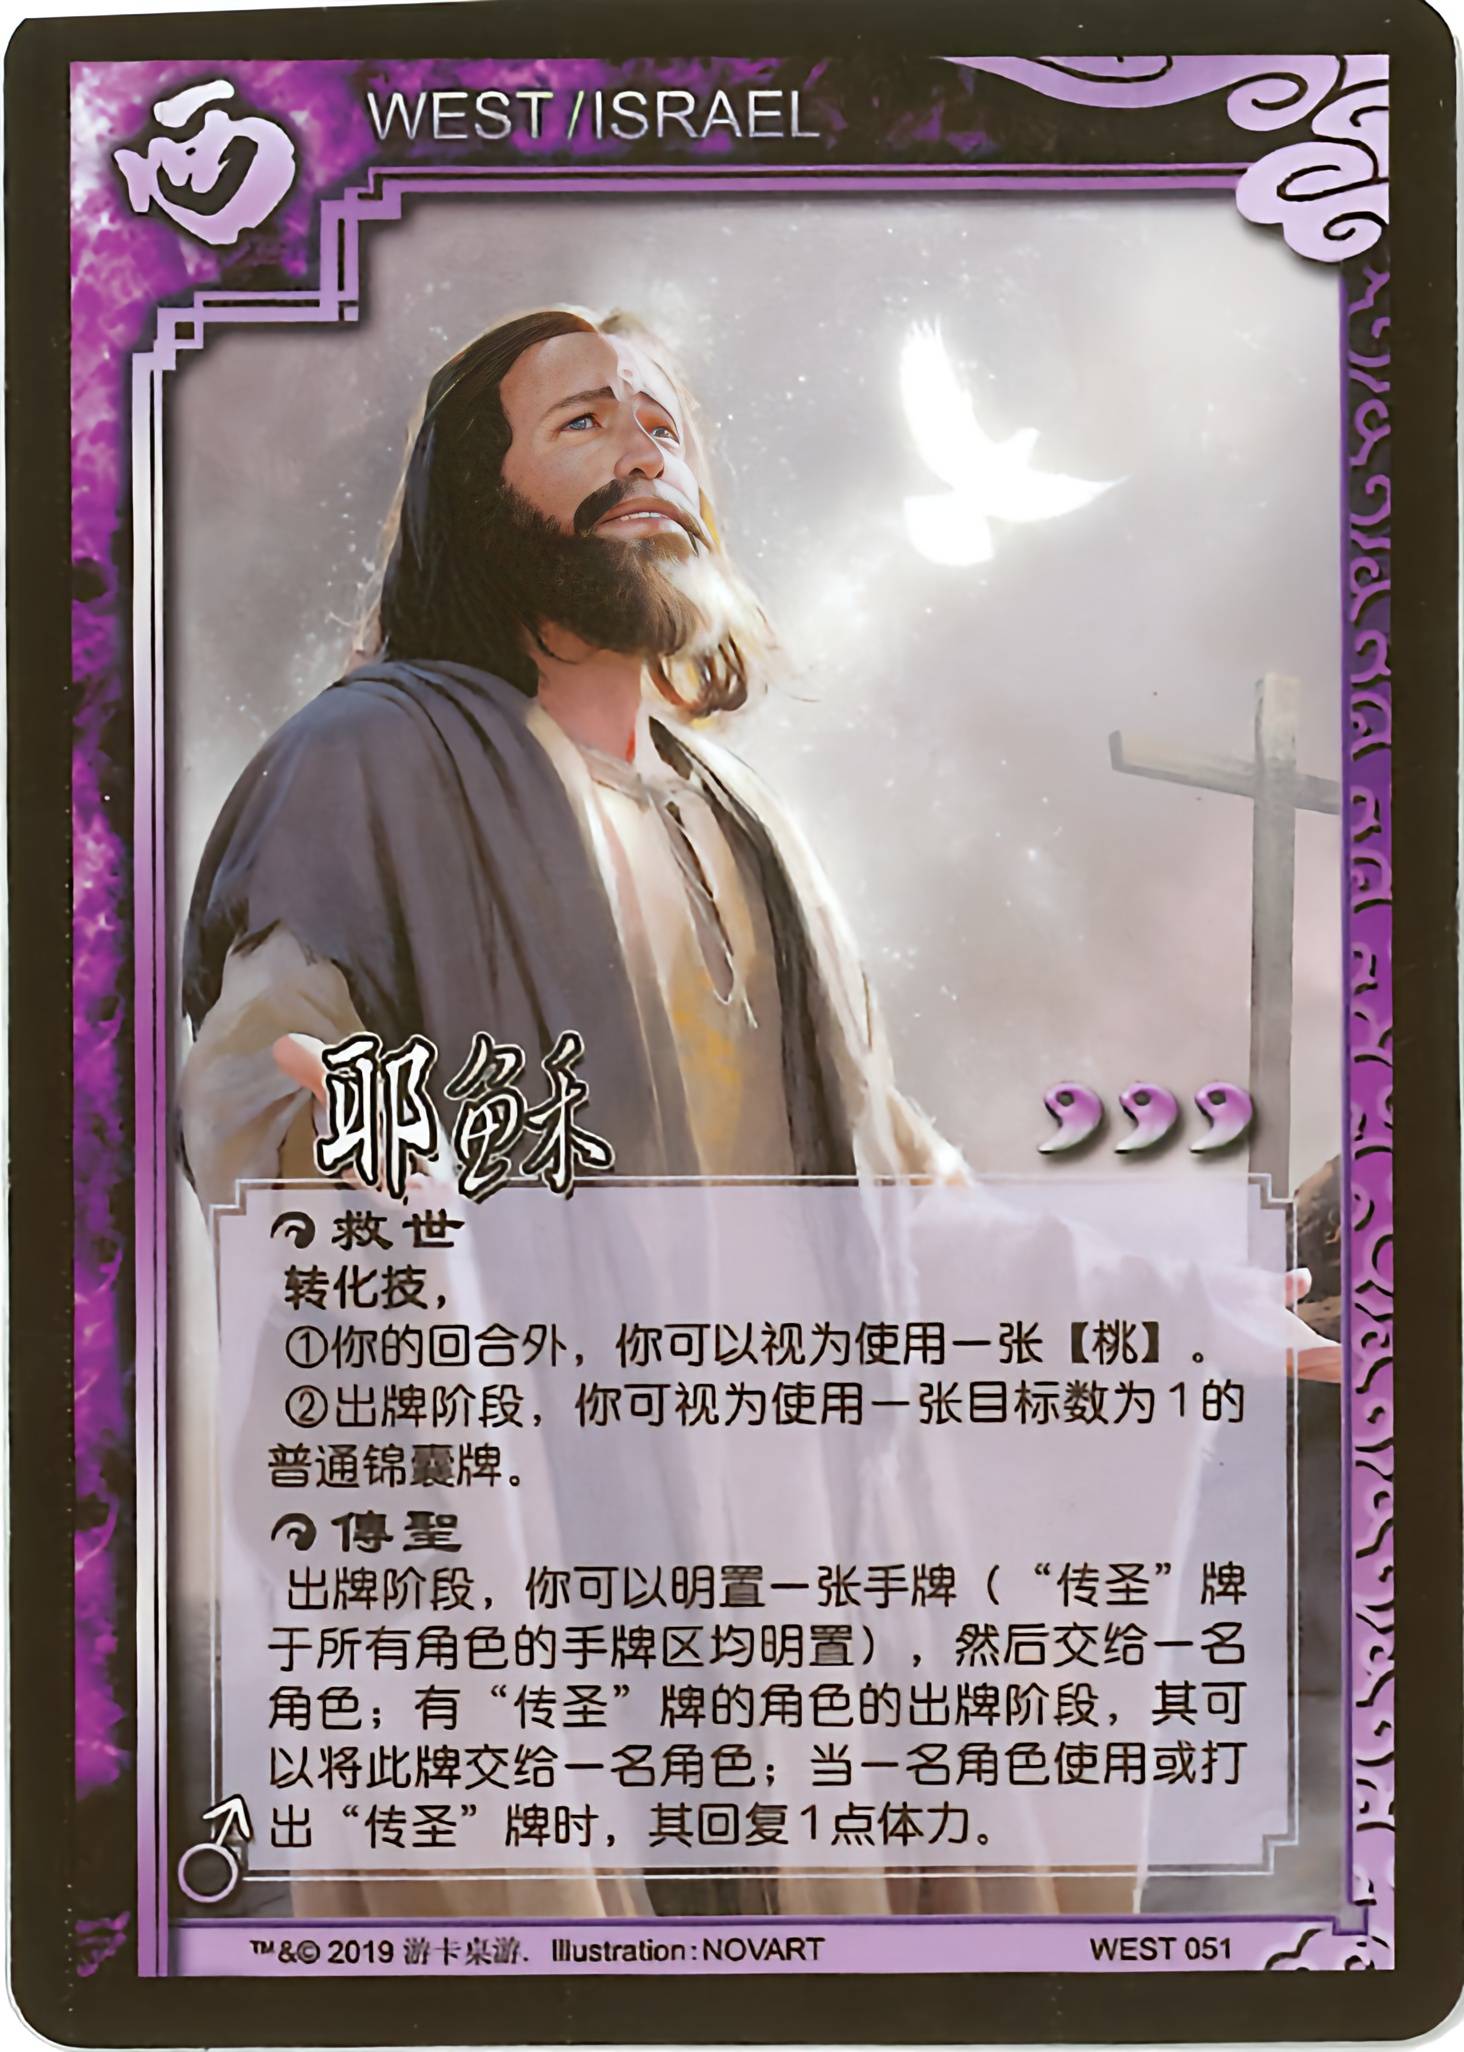 西
WEST/ISRAEL
耶稣
救世
转化技，
①你的回合外，你可以视为使用一张【桃】。
②出牌阶段，你可视为使用一张目标数为1的
普通锦囊牌。
傳聖
出牌阶段，你可以明置一张手牌（“传圣”牌
于所有角色的手牌区均明置），然后交给一名
角色；有“传圣”牌的角色的出牌阶段，其可
以将此牌交给一名角色；当一名角色使用或打
出“传圣”牌时，其回复1点体力。
™&© 2019 游卡桌游. Illustration:NOVART
WEST 051